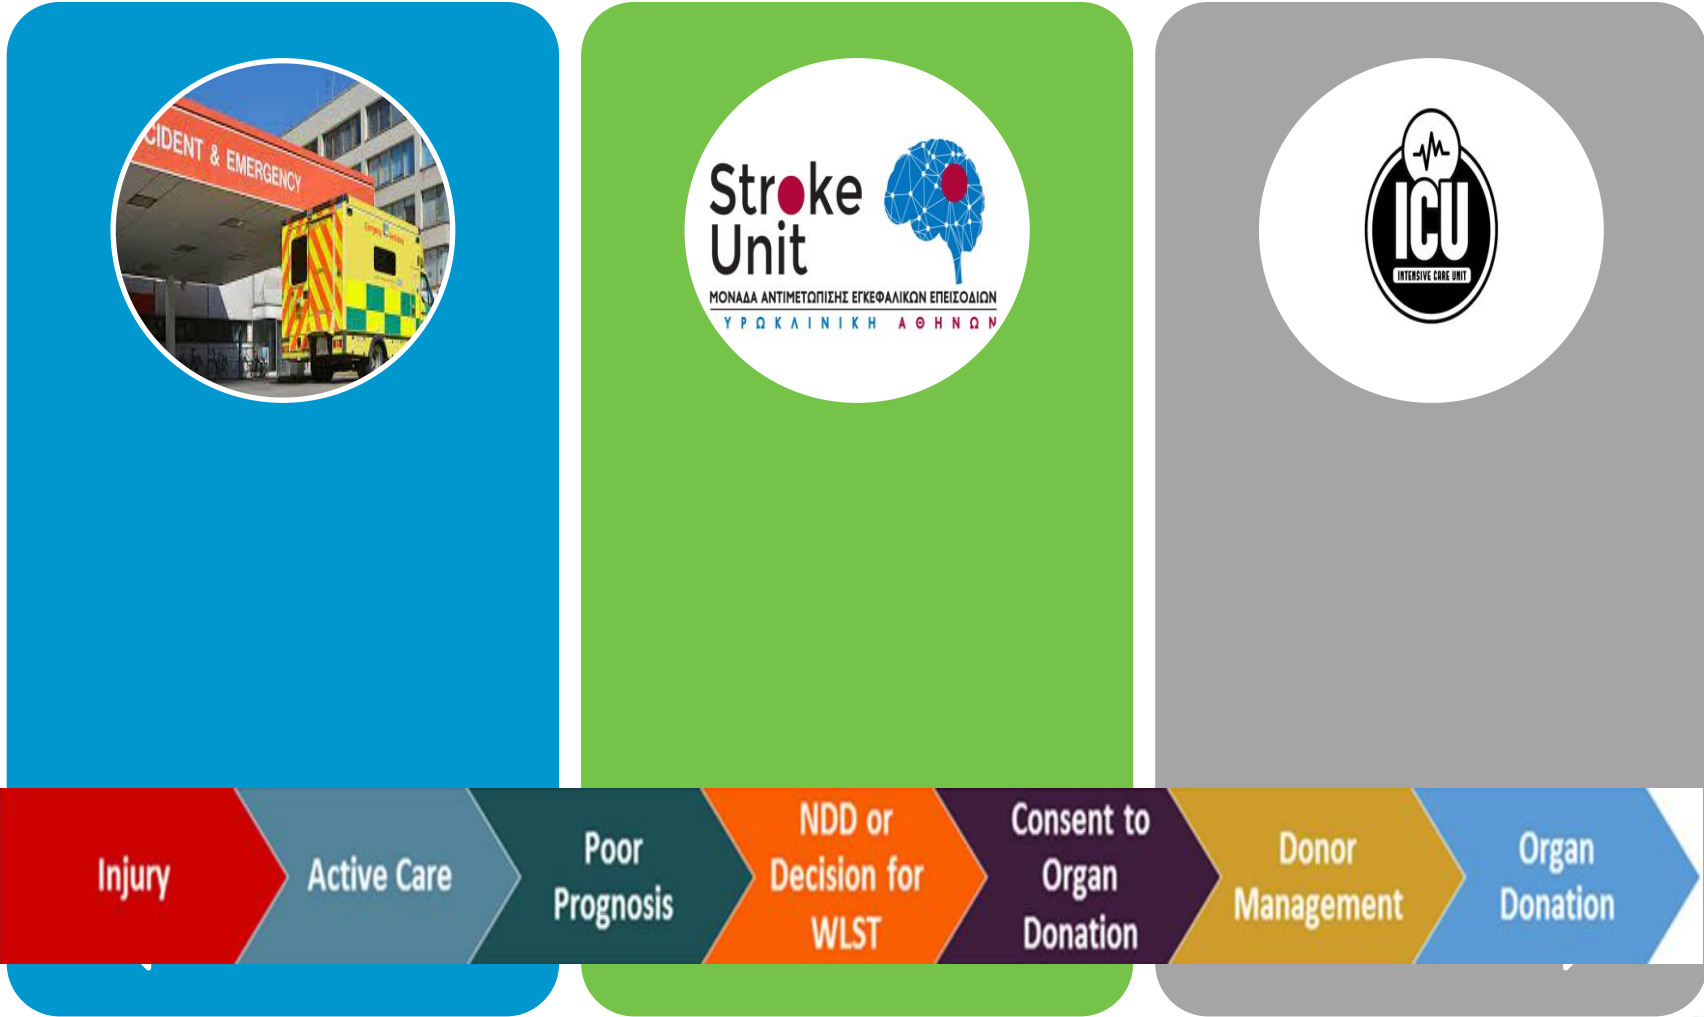 CIDENT & EMERGENCY
Stroke
Unit
ΜΟΝΑΔΑ ΑΝΤΙΜΕΤΩΠΙΣΗΣ ΕΓΚΕΦΑΛΙΚΩΝ ΕΠΕΙΣΟΔΙΩΝ
ΥΡΩΚΛΙΝΙΚΗ ΑΘΗΝΩΝ
ICU
INTENSIVE CARE UNIT
Injury
Active Care
Poor
Prognosis
NDD or
Decision for
WLST
Consent to
Organ
Donation
Donor
Management
Organ
Donation